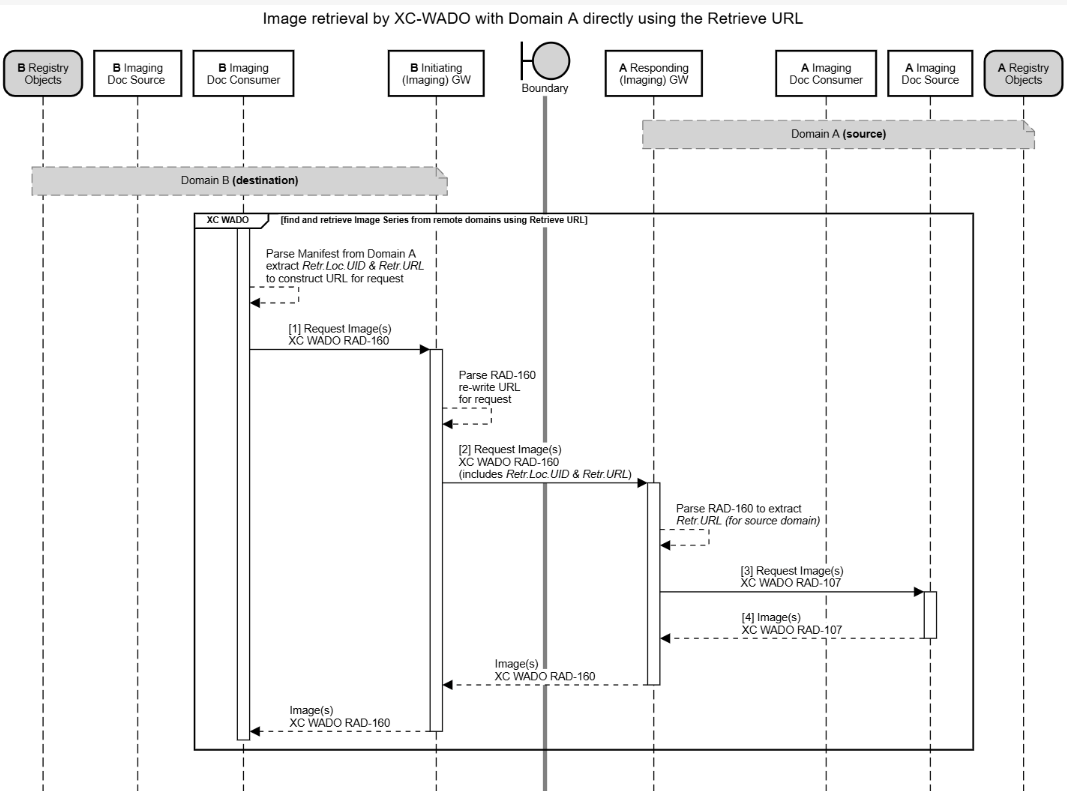 Image retrieval by XC-WADO with Domain A directly using the Retrieve URL
B Registry
Objects
B Imaging
Doc Source
B Imaging
Doc Consumer
B Initiating
(Imaging) GW
Boundary
A Responding
(Imaging) GW
A Imaging
Doc Consumer
A Imaging
Doc Source
A Registry
Objects
Domain A (source)
Domain B (destination)
XC WADO
[find and retrieve Image Series from remote domains using Retrieve URL]
Parse Manifest from Domain A
extract Retr.Loc.UID & Retr.URL
to construct URL for request
[1] Request Image(s)
XC WADO RAD-160
Parse RAD-160
re-write URL
for request
[2] Request Image(s)
XC WADO RAD-160
(includes Retr.Loc.UID & Retr.URL)
Parse RAD-160 to extract
Retr.URL (for source domain)
[3] Request Image(s)
XC WADO RAD-107
[4] Image(s)
XC WADO RAD-107
Image(s)
XC WADO RAD-160
Image(s)
XC WADO RAD-160